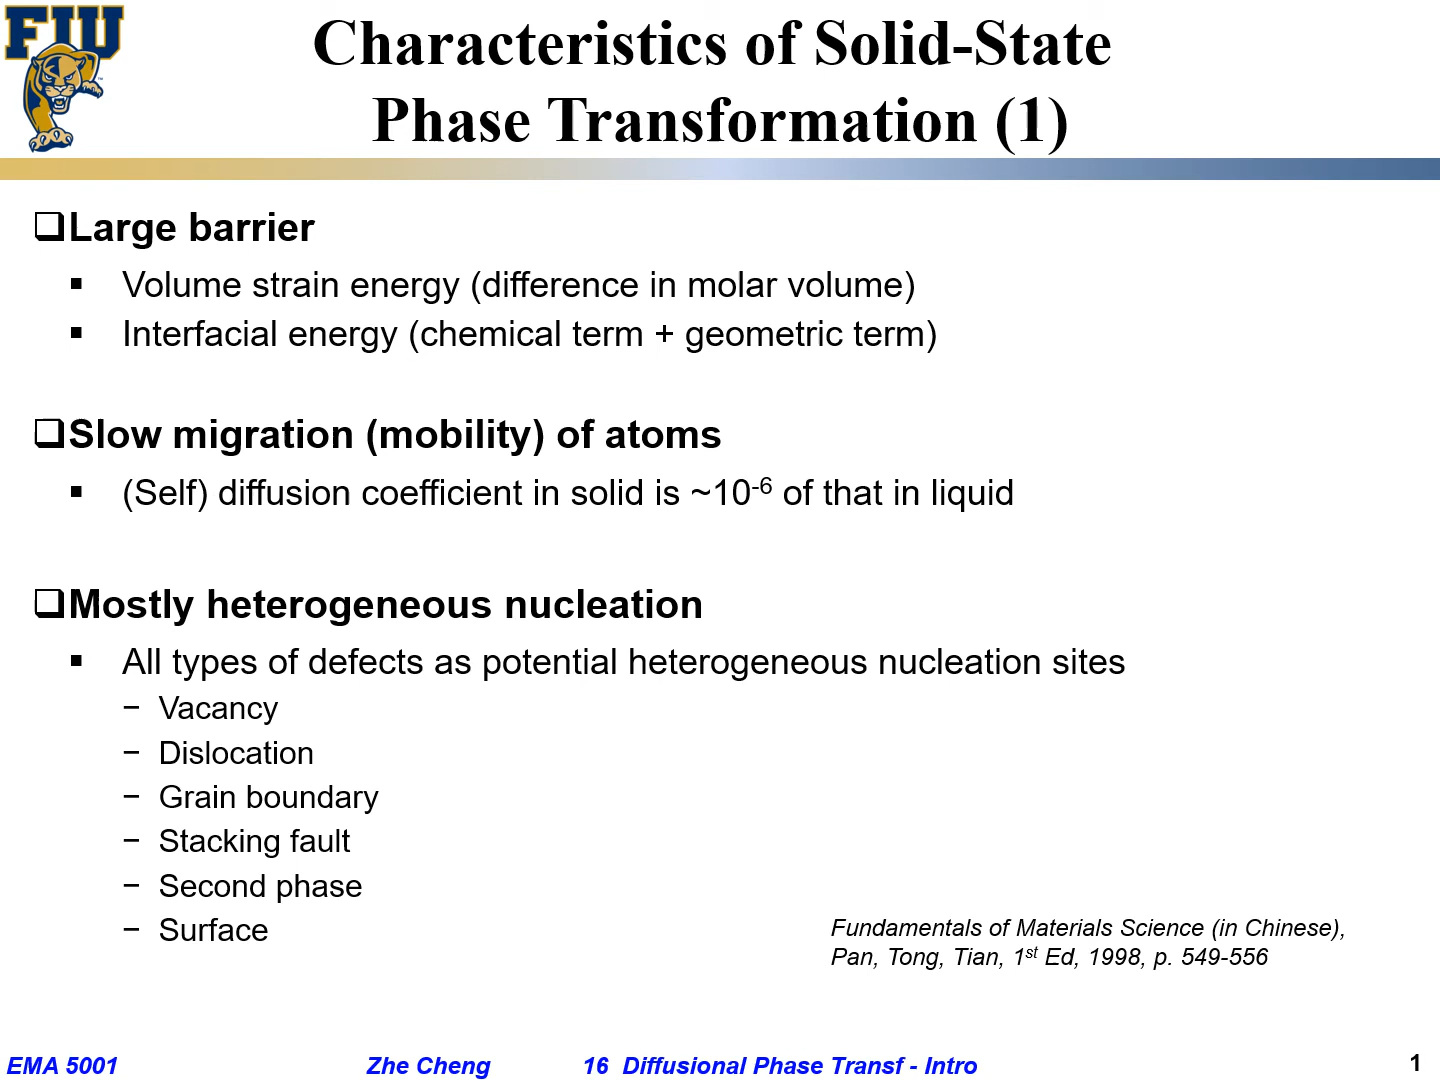 FIU
Characteristics of Solid-State
Phase Transformation (1)
❑Large barrier
▪ Volume strain energy (difference in molar volume)
▪ Interfacial energy (chemical term + geometric term)
❑Slow migration (mobility) of atoms
▪ (Self) diffusion coefficient in solid is ~10⁻⁶ of that in liquid
❑Mostly heterogeneous nucleation
▪ All types of defects as potential heterogeneous nucleation sites
− Vacancy
− Dislocation
− Grain boundary
− Stacking fault
− Second phase
− Surface
Fundamentals of Materials Science (in Chinese),
Pan, Tong, Tian, 1st Ed, 1998, p. 549-556
EMA 5001 Zhe Cheng 16 Diffusional Phase Transf - Intro 1